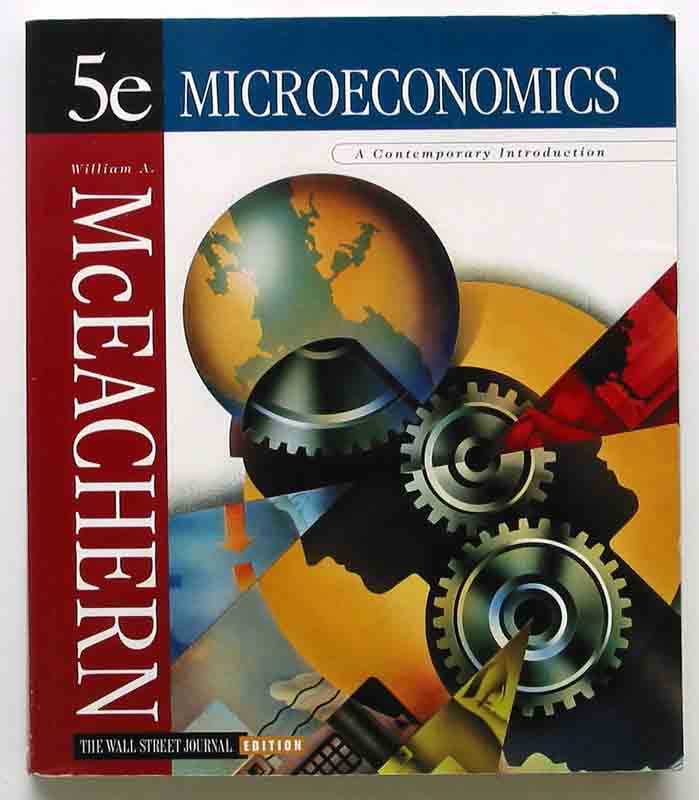 5e MICROECONOMICS
A Contemporary Introduction
William A.
McEACHERN
THE WALL STREET JOURNAL. EDITION